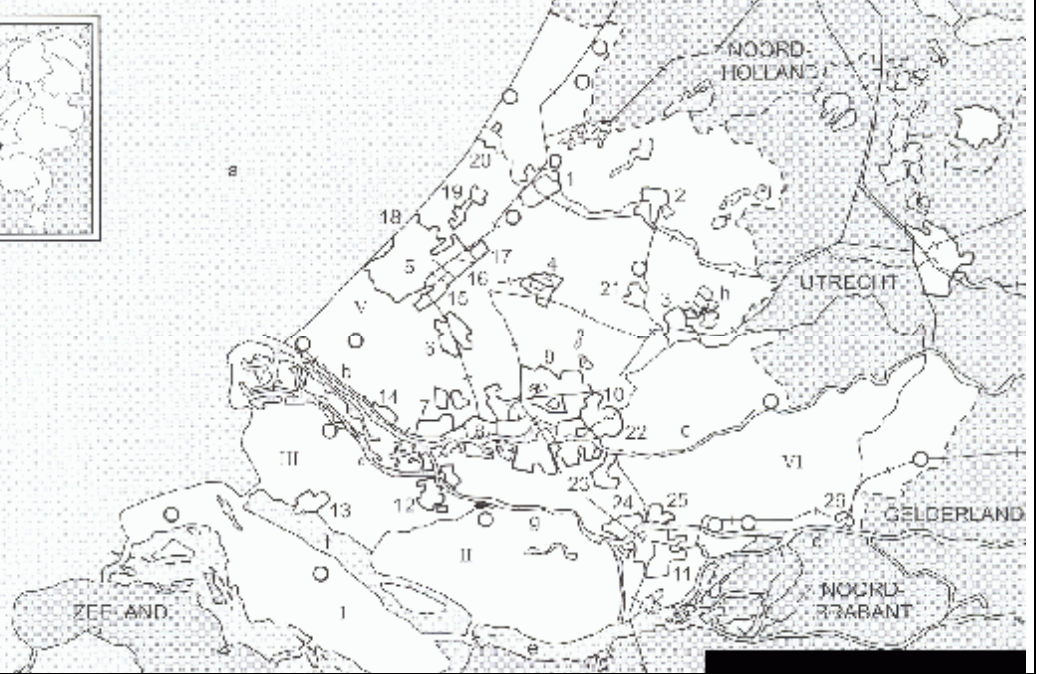 NOORD-
HOLLAND
20
1
a
19
2
18
17
5
4
16
UTRECHT
21
3
h
15
V
6
9
b
14
10
7
8
22
c
III
VI
23
12
13
24
25
26
g
GELDERLAND
f
II
d
11
NOORD-
BRABANT
ZEELAND
I
e